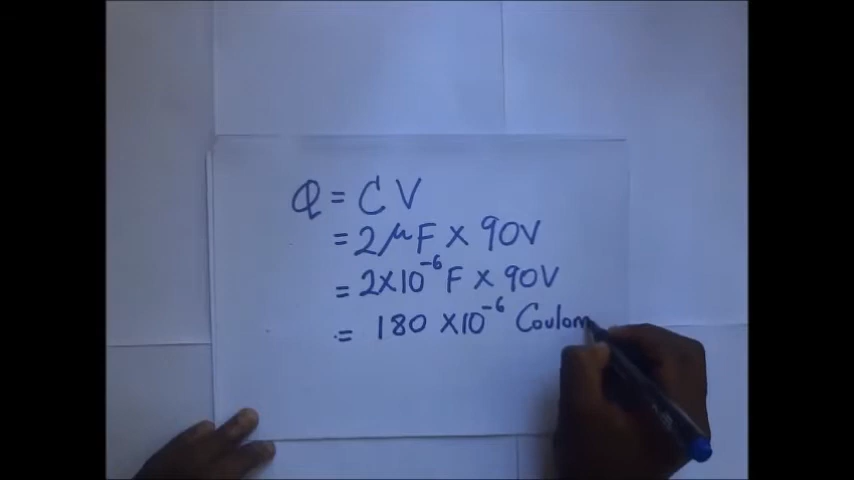 Q = CV
= 2μF × 90V
= 2×10⁻⁶ F × 90V
= 180 ×10⁻⁶ Coulom